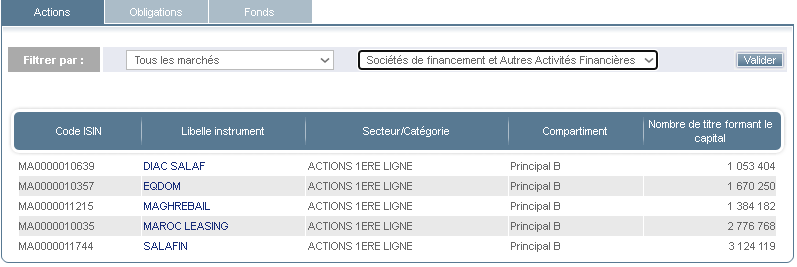 Actions Obligations Fonds
Filtrer par : Tous les marchés Sociétés de financement et Autres Activités Financières Valider
Code ISIN Libelle instrument Secteur/Catégorie Compartiment Nombre de titre formant le capital
MA0000010639 DIAC SALAF ACTIONS 1ERE LIGNE Principal B 1 053 404
MA0000010357 EQDOM ACTIONS 1ERE LIGNE Principal B 1 670 250
MA0000011215 MAGHREBAIL ACTIONS 1ERE LIGNE Principal B 1 384 182
MA0000010035 MAROC LEASING ACTIONS 1ERE LIGNE Principal B 2 776 768
MA0000011744 SALAFIN ACTIONS 1ERE LIGNE Principal B 3 124 119